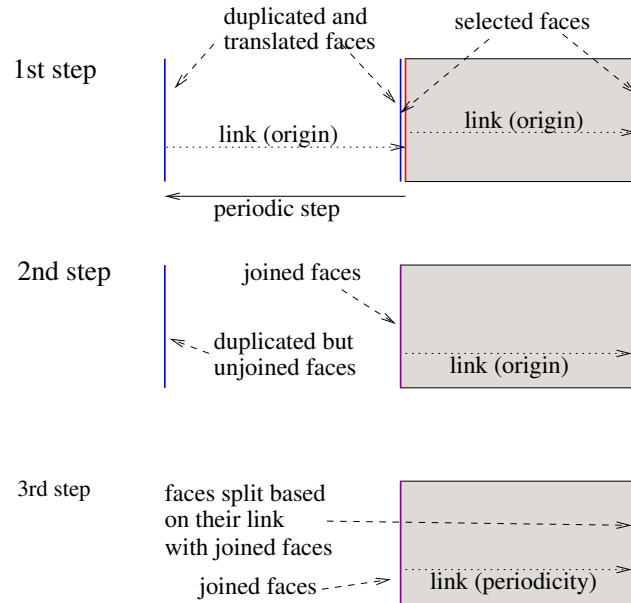 duplicated and
translated faces
selected faces
1st step
link (origin)
link (origin)
periodic step
2nd step
joined faces
duplicated but
unjoined faces
link (origin)
3rd step
faces split based
on their link
with joined faces
joined faces
link (periodicity)